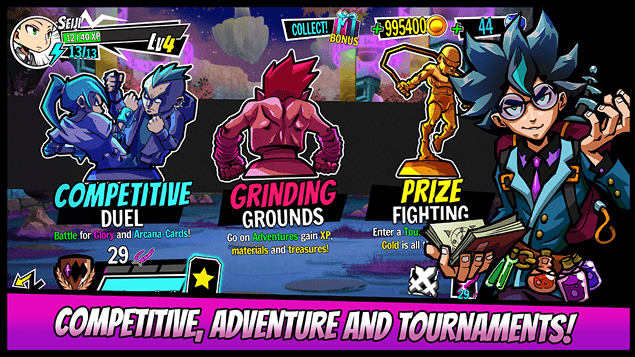 SEIJI
12 / 40 XP
13/13
Lv4
COLLECT!
BONUS
+995400
+ 44
COMPETITIVE
DUEL
Battle for Glory and Arcana-Cards!
29
GRINDING
GROUNDS
Go on Adventures gain XP,
materials and treasures!
PRIZE
FIGHTING
Enter a
Gold is all
29
COMPETITIVE, ADVENTURE AND TOURNAMENTS!